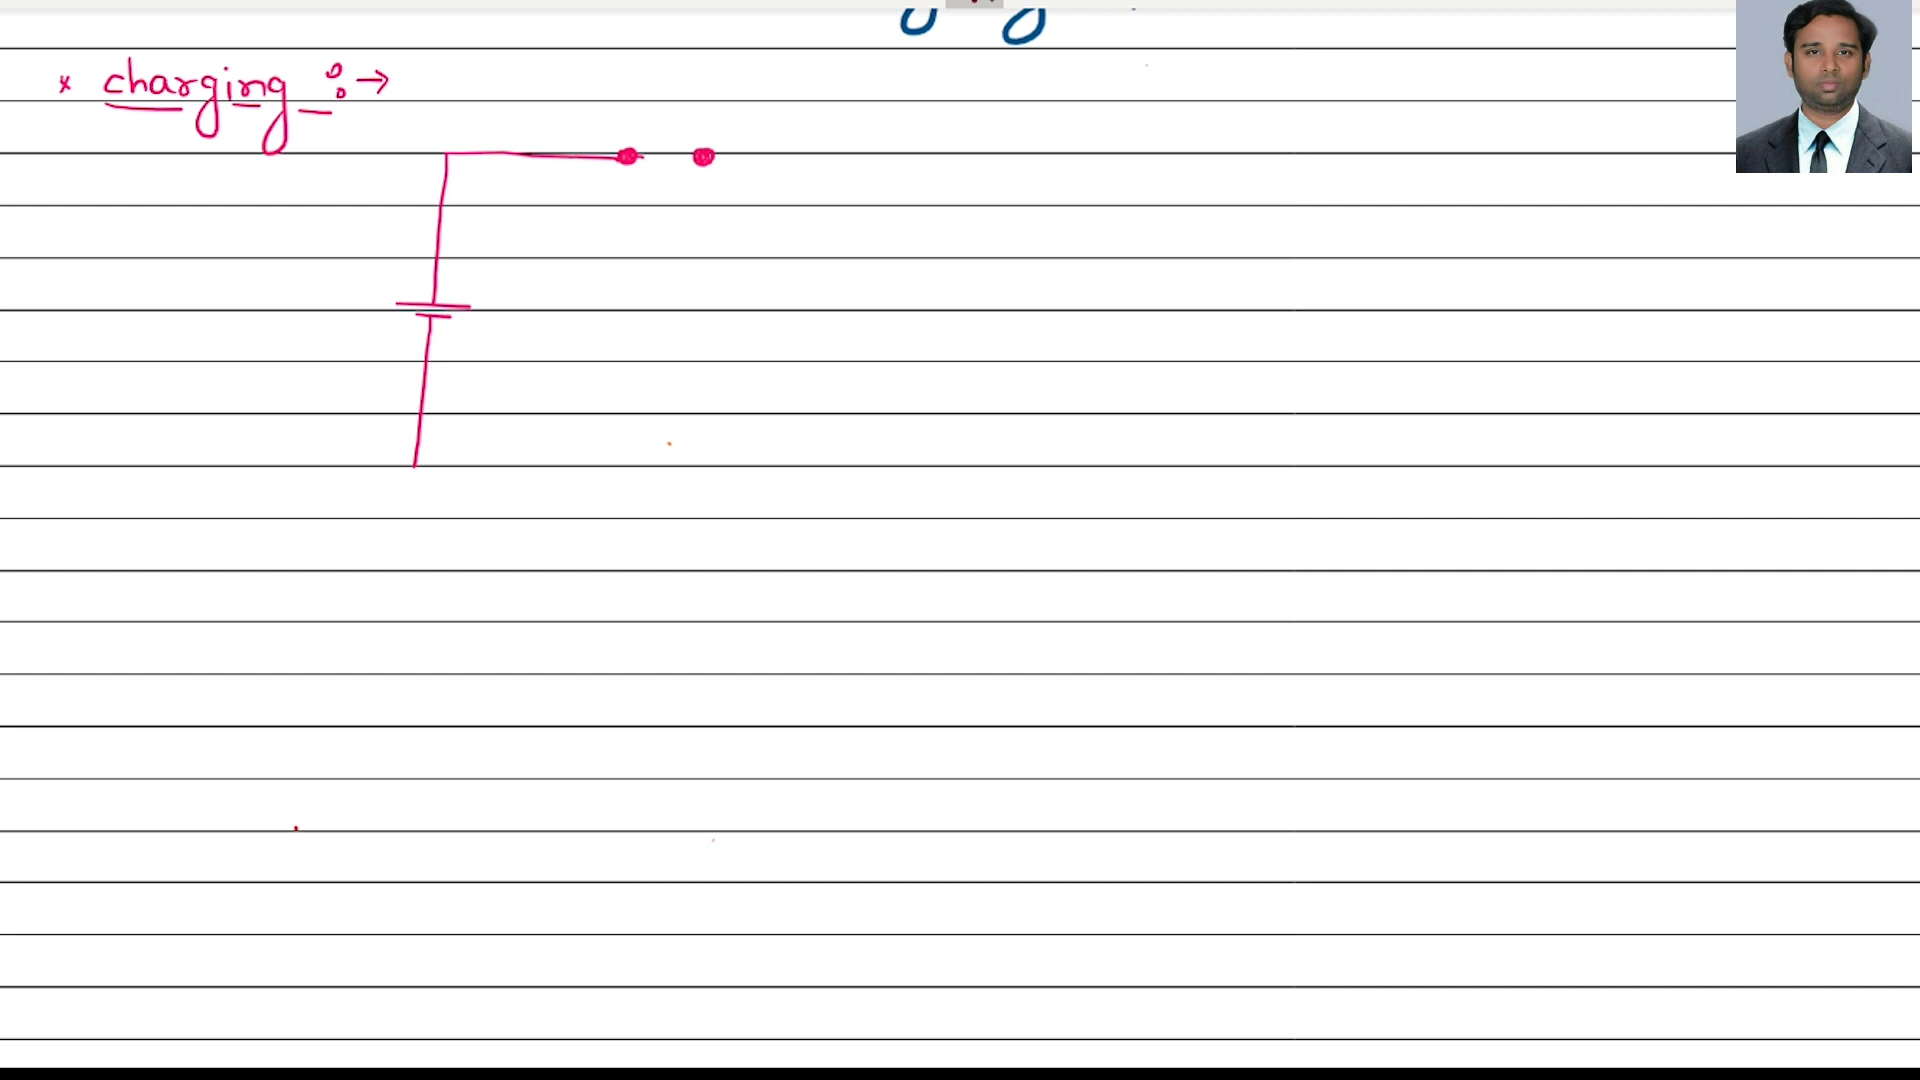 * charging :→